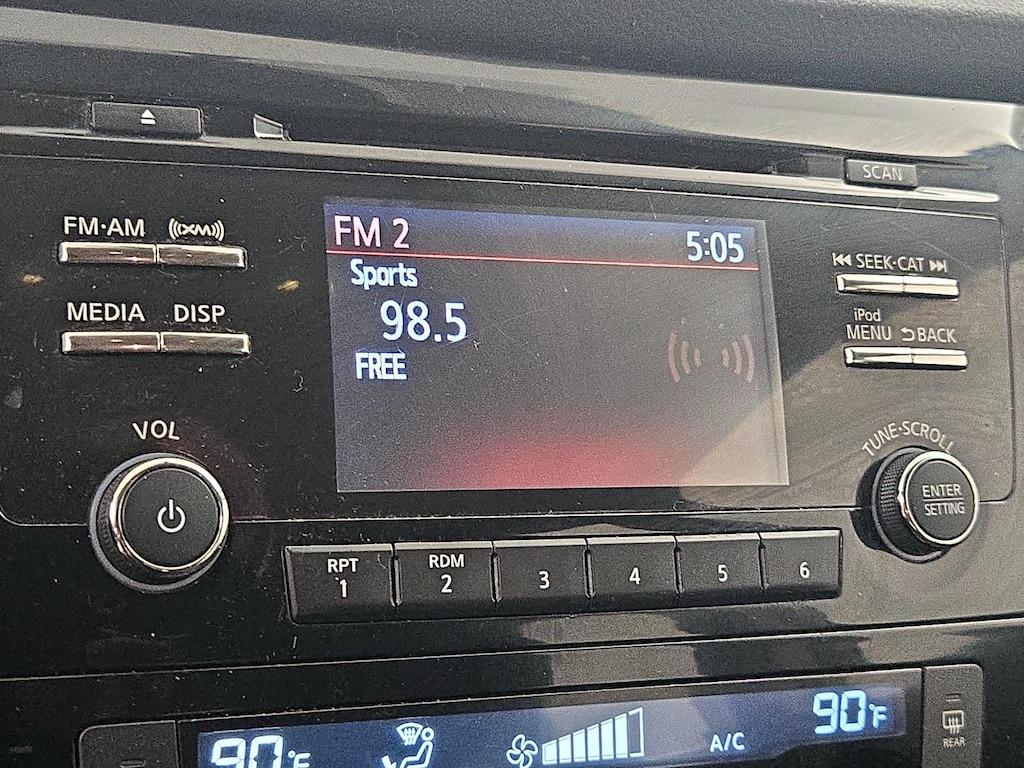 SCAN
FM·AM (((XM)))
MEDIA DISP
VOL
FM 2 5:05
Sports
98.5
FREE
SEEK·CAT
iPod
MENU BACK
TUNE·SCROLL
ENTER
SETTING
RPT RDM
1 2 3 4 5 6
90°F A/C 90°F
REAR